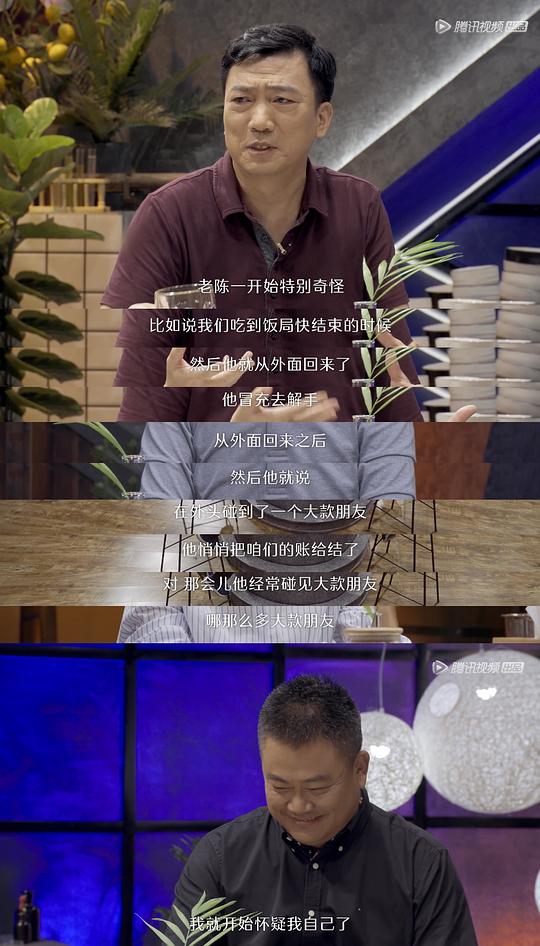 腾讯视频 出品
老陈一开始特别奇怪
比如说我们吃到饭局快结束的时候
然后他就从外面回来了
他冒充去解手
从外面回来之后
然后他就说
在外头碰到了一个大款朋友
他悄悄把咱们的账给结了
对 那会儿他经常碰见大款朋友
哪那么多大款朋友
腾讯视频 出品
我就开始怀疑我自己了